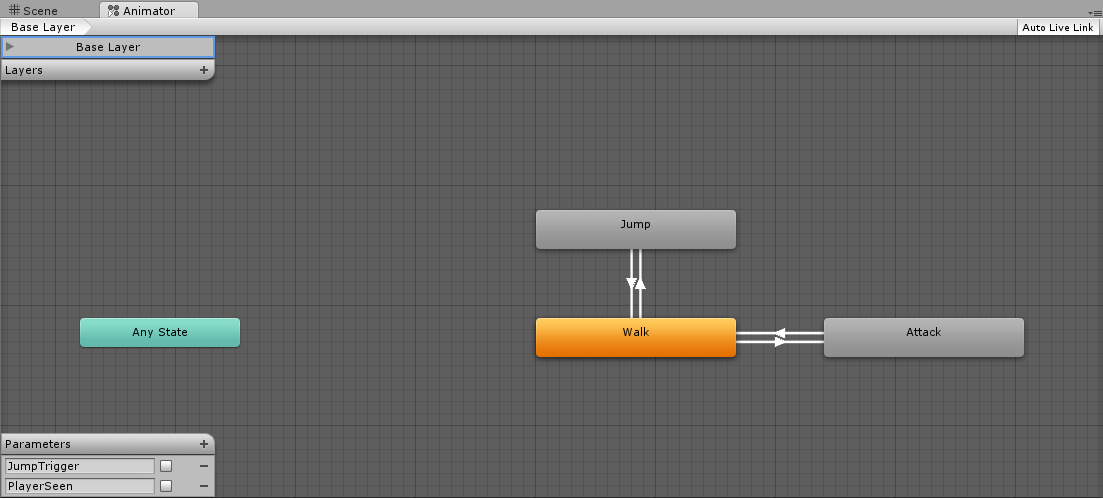 Scene
Animator
Base Layer
Auto Live Link
Base Layer
Layers
Jump
Any State
Walk
Attack
Parameters
JumpTrigger
PlayerSeen